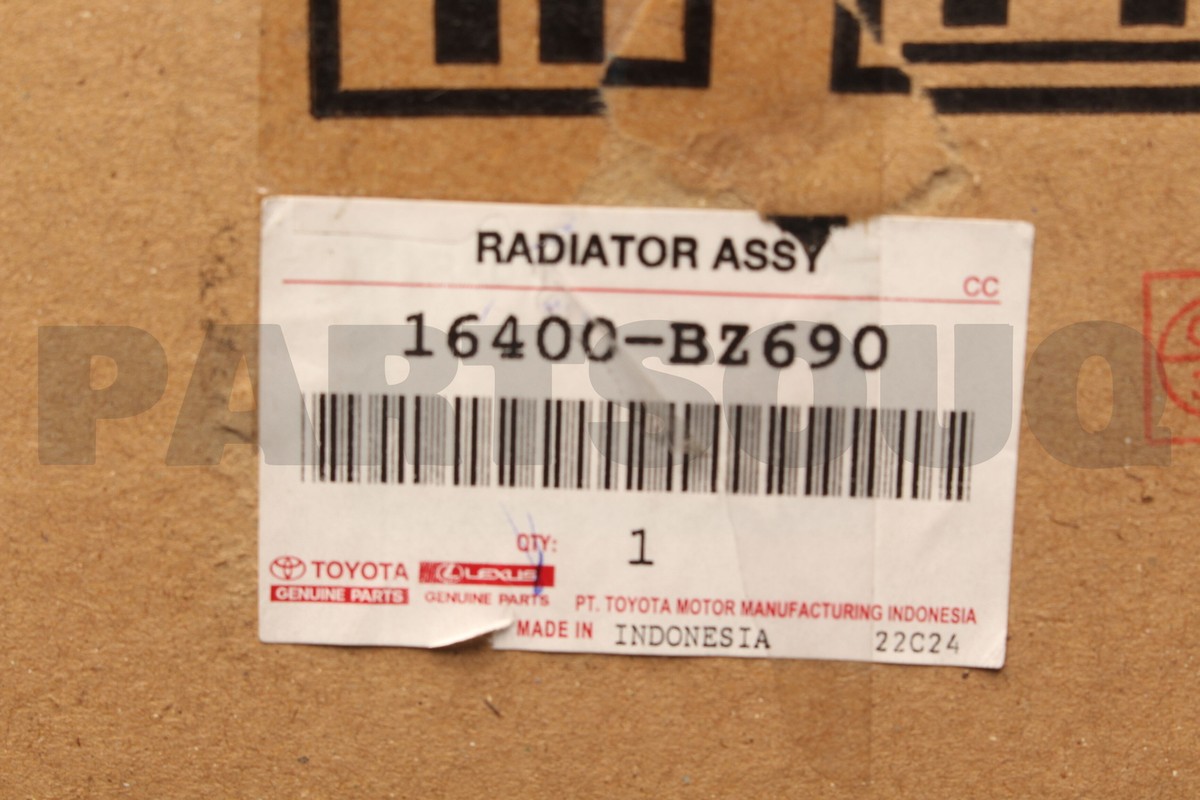 RADIATOR ASSY
CC
16400-BZ690
PARTSOUQ
QTY: 1
TOYOTA
GENUINE PARTS
LEXUS
GENUINE PARTS
PT. TOYOTA MOTOR MANUFACTURING INDONESIA
MADE IN INDONESIA 22C24